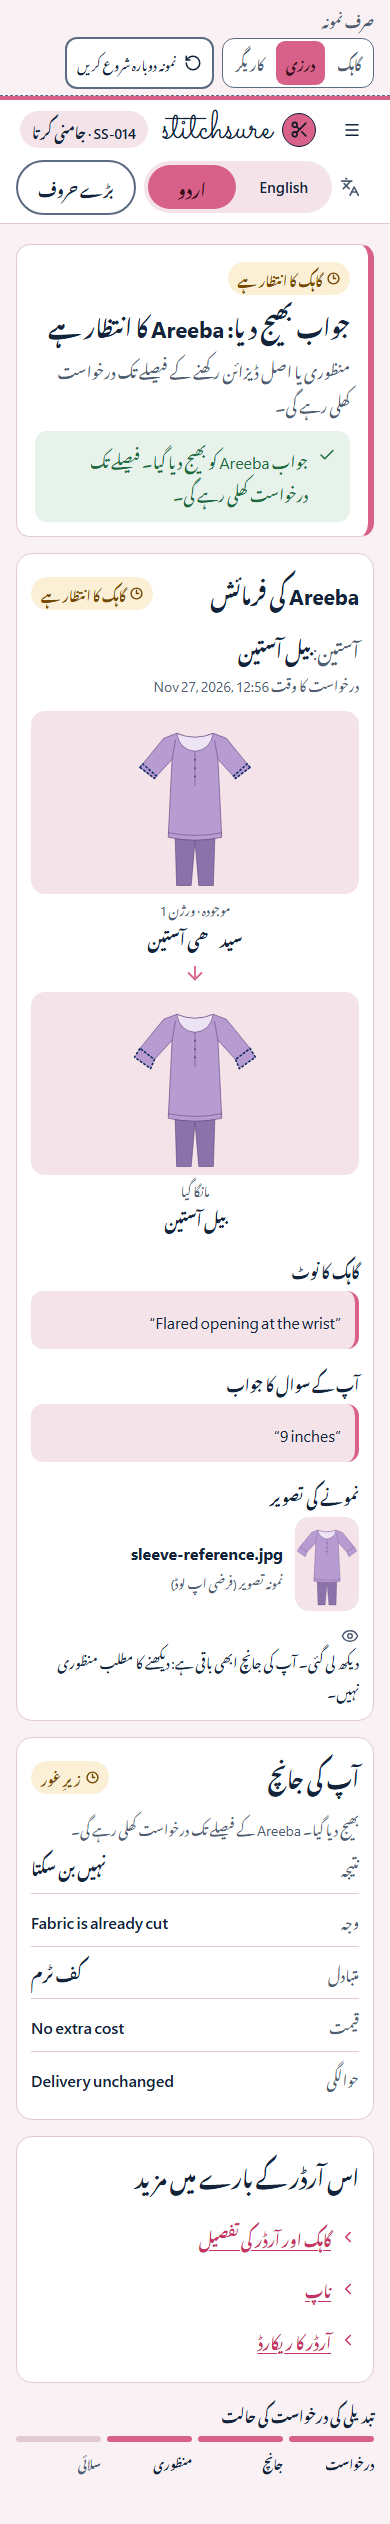 صرف نمونہ
گاہک
درزی
کاریگر
نمونہ دوبارہ شروع کریں
stitchsure
SS-014 · جامنی کرتا
English
اردو
بڑے حروف
گاہک کا انتظار ہے
جواب بھیج دیا: Areeba کا انتظار ہے
منظوری یا اصل ڈیزائن رکھنے کے فیصلے تک درخواست
کھلی رہے گی۔
جواب Areeba کو بھیج دیا گیا۔ فیصلے تک
درخواست کھلی رہے گی۔
Areeba کی فرمائش
گاہک کا انتظار ہے
آستین: بیل آستین
درخواست کا وقت Nov 27, 2026, 12:56
موجودہ · ورژن 1
سیدھی آستین
مانگا گیا
بیل آستین
گاہک کا نوٹ
“Flared opening at the wrist”
آپ کے سوال کا جواب
“9 inches”
نمونے کی تصویر
sleeve-reference.jpg
نمونہ تصویر (فرضی اپ لوڈ)
دیکھ لی گئی۔ آپ کی جانچ ابھی باقی ہے: دیکھنے کا مطلب منظوری
نہیں۔
آپ کی جانچ
زیرِ غور
بھیج دیا گیا۔ Areeba کے فیصلے تک درخواست کھلی رہے گی۔
نتیجہ
نہیں بن سکتا
وجہ
Fabric is already cut
متبادل
کف ٹرم
قیمت
No extra cost
حوالگی
Delivery unchanged
اس آرڈر کے بارے میں مزید
گاہک اور آرڈر کی تفصیل
ناپ
آرڈر کا ریکارڈ
تبدیلی کی درخواست کی حالت
درخواست
جانچ
منظوری
سلائی